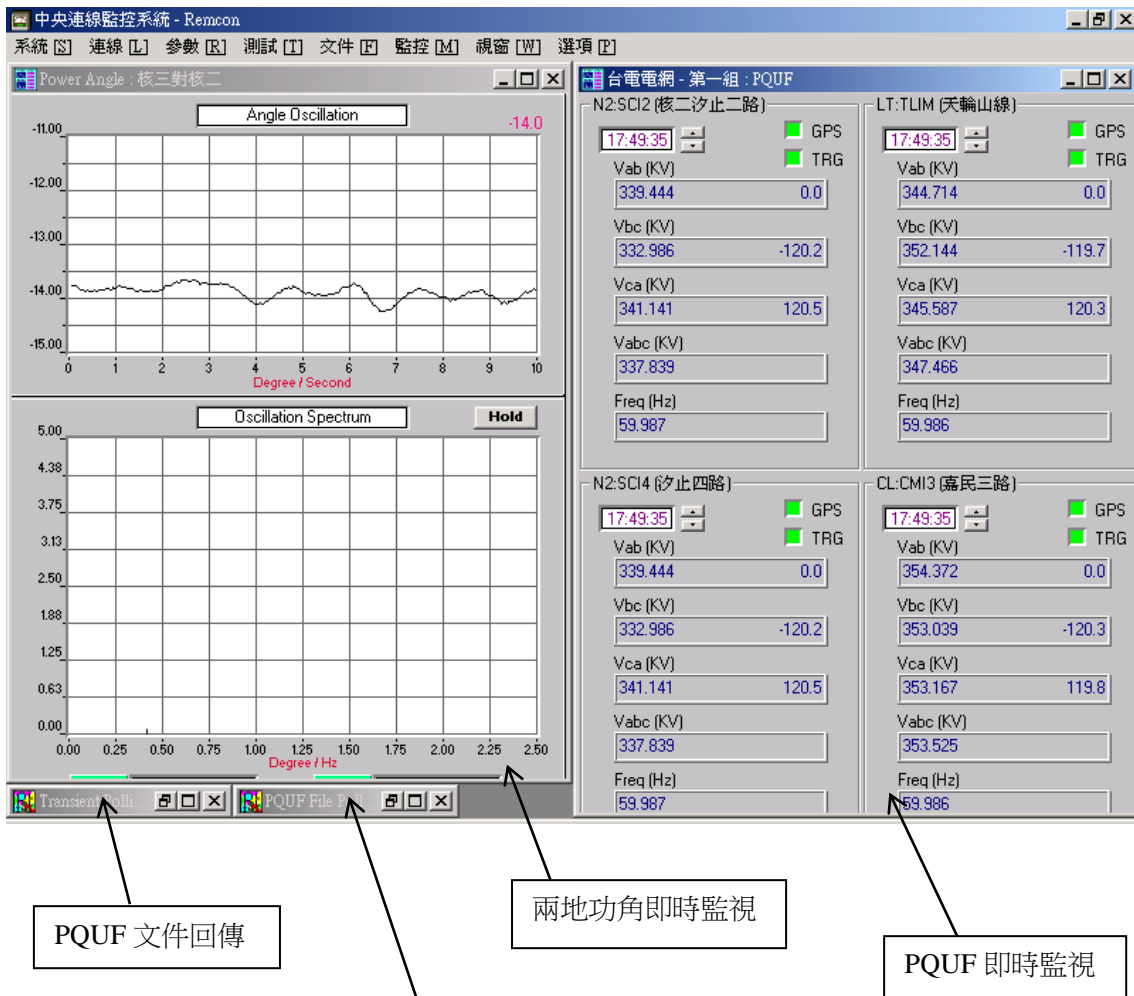 中央連線監控系統 - Remcon
系統 [S] 連線 [L] 參數 [R] 測試 [T] 文件 [F] 監控 [M] 視窗 [W] 選項 [P]
Power Angle : 核三對核二
Angle Oscillation
-14.0
-11.00
-12.00
-13.00
-14.00
-15.00
0 1 2 3 4 5 6 7 8 9 10
Degree / Second
Oscillation Spectrum
Hold
5.00
4.38
3.75
3.13
2.50
1.88
1.25
0.63
0.00
0.00 0.25 0.50 0.75 1.00 1.25 1.50 1.75 2.00 2.25 2.50
Degree / Hz
Transient Polli...
PQUF File Poll...
台電電網 - 第一組 : PQUF
N2:SCI2 (核二汐止二路)
17:49:35
GPS
TRG
Vab (KV)
339.444 0.0
Vbc (KV)
332.986 -120.2
Vca (KV)
341.141 120.5
Vabc (KV)
337.839
Freq (Hz)
59.987
LT:TLIM (天輪山線)
17:49:35
GPS
TRG
Vab (KV)
344.714 0.0
Vbc (KV)
352.144 -119.7
Vca (KV)
345.587 120.3
Vabc (KV)
347.466
Freq (Hz)
59.986
N2:SCI4 (汐止四路)
17:49:35
GPS
TRG
Vab (KV)
339.444 0.0
Vbc (KV)
332.986 -120.2
Vca (KV)
341.141 120.5
Vabc (KV)
337.839
Freq (Hz)
59.987
CL:CMI3 (嘉民三路)
17:49:35
GPS
TRG
Vab (KV)
354.372 0.0
Vbc (KV)
353.039 -120.3
Vca (KV)
353.167 119.8
Vabc (KV)
353.525
Freq (Hz)
59.986
PQUF 文件回傳
兩地功角即時監視
PQUF 即時監視